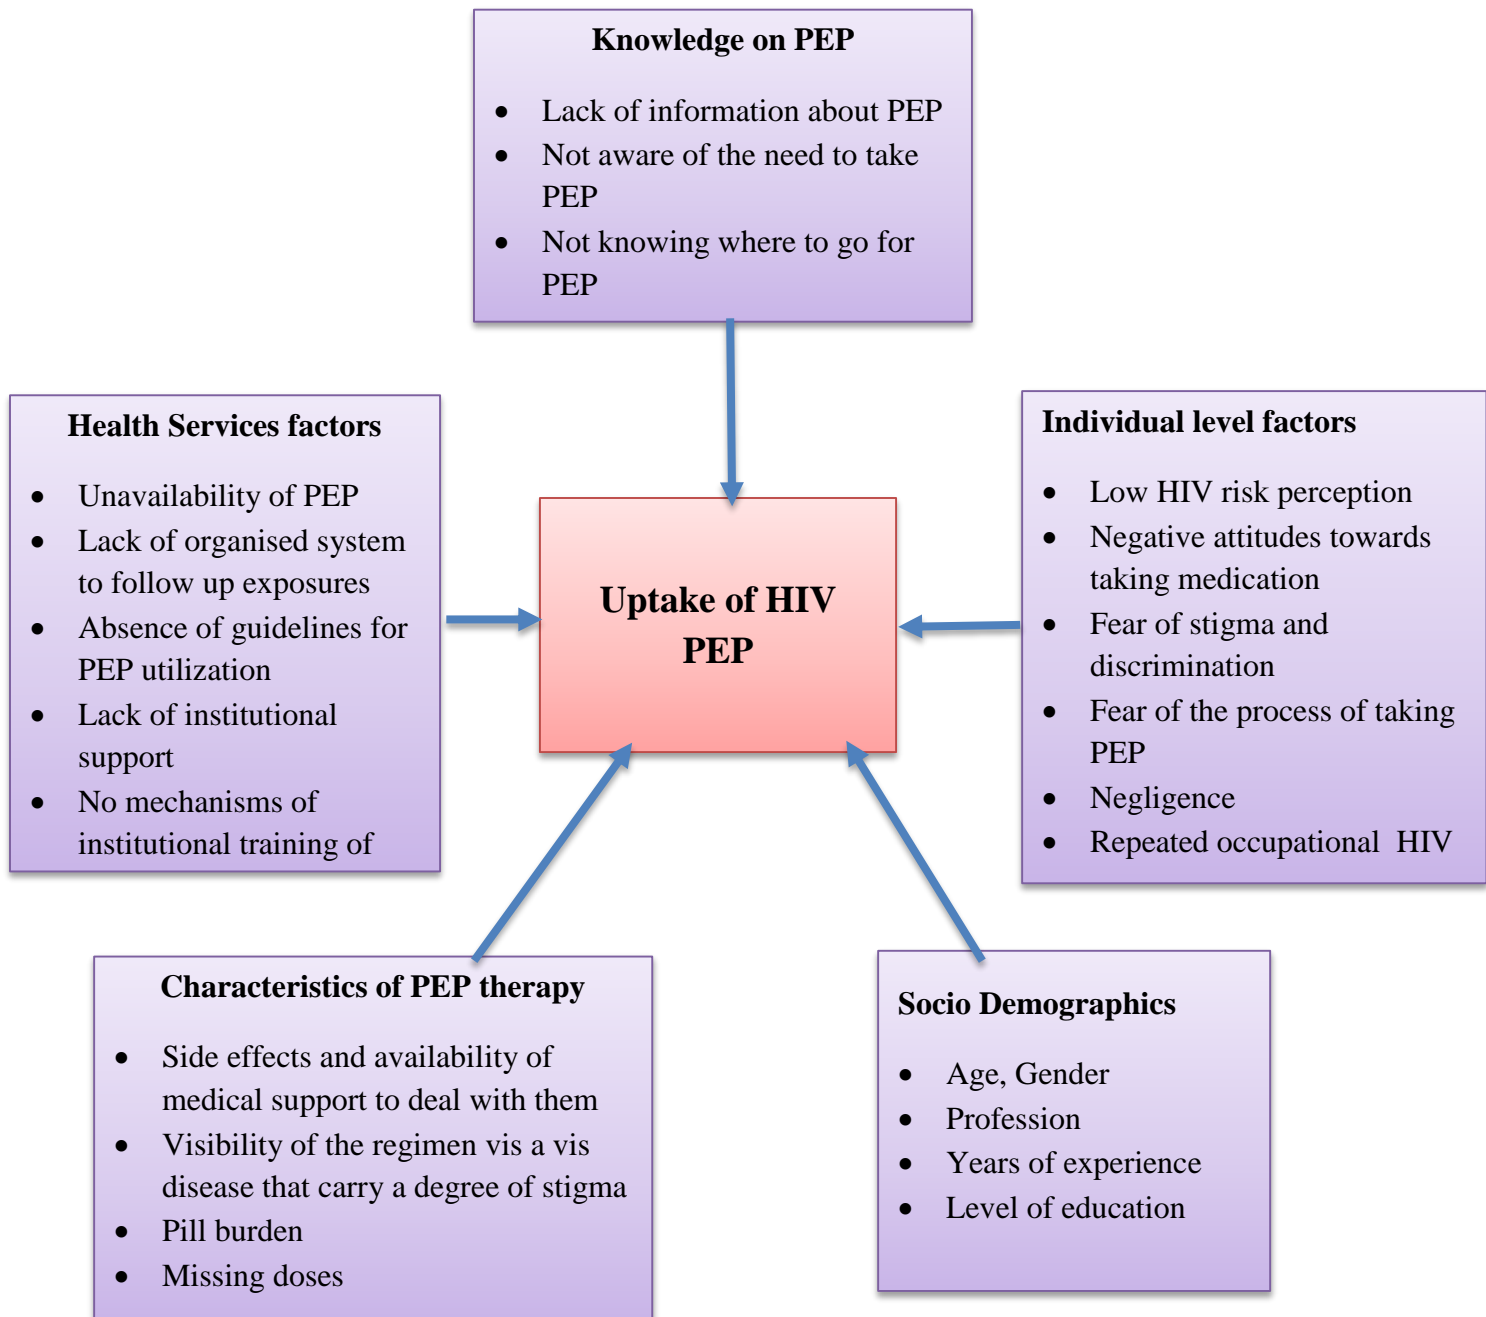 Knowledge on PEP
• Lack of information about PEP
• Not aware of the need to take
PEP
• Not knowing where to go for
PEP
Health Services factors
• Unavailability of PEP
• Lack of organised system
to follow up exposures
• Absence of guidelines for
PEP utilization
• Lack of institutional
support
• No mechanisms of
institutional training of
Individual level factors
• Low HIV risk perception
• Negative attitudes towards
taking medication
• Fear of stigma and
discrimination
• Fear of the process of taking
PEP
• Negligence
• Repeated occupational  HIV
Uptake of HIV
PEP
Characteristics of PEP therapy
• Side effects and availability of
medical support to deal with them
• Visibility of the regimen vis a vis
disease that carry a degree of stigma
• Pill burden
• Missing doses
Socio Demographics
• Age, Gender
• Profession
• Years of experience
• Level of education